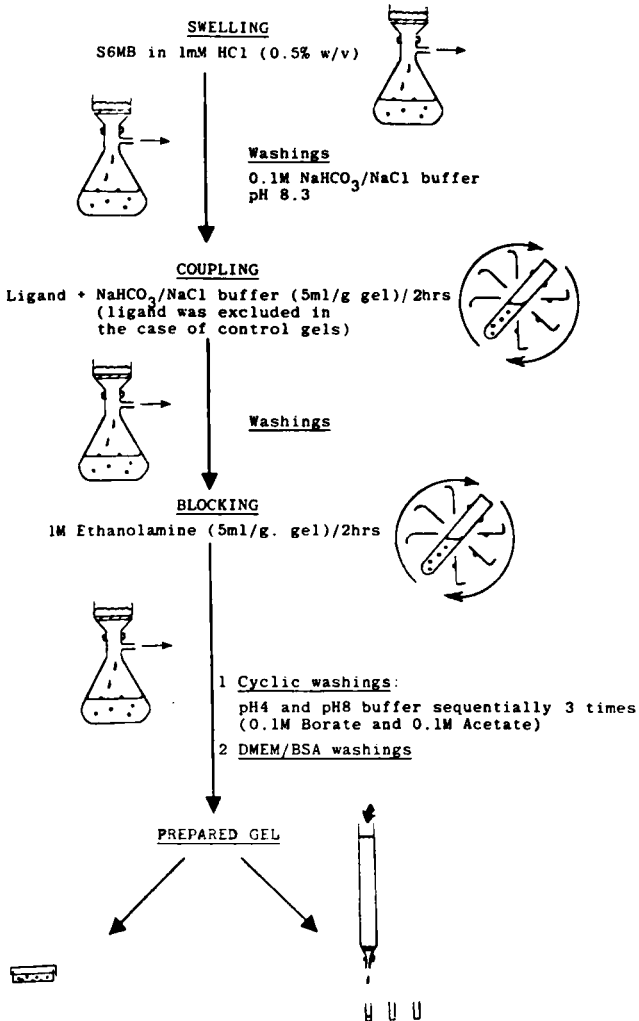 SWELLING
S6MB in 1mM HCl (0.5% w/v)
Washings
0.1M NaHCO3/NaCl buffer
pH 8.3
COUPLING
Ligand + NaHCO3/NaCl buffer (5ml/g gel)/2hrs
(ligand was excluded in
the case of control gels)
Washings
BLOCKING
1M Ethanolamine (5ml/g. gel)/2hrs
1 Cyclic washings:
pH4 and pH8 buffer sequentially 3 times
(0.1M Borate and 0.1M Acetate)
2 DMEM/BSA washings
PREPARED GEL